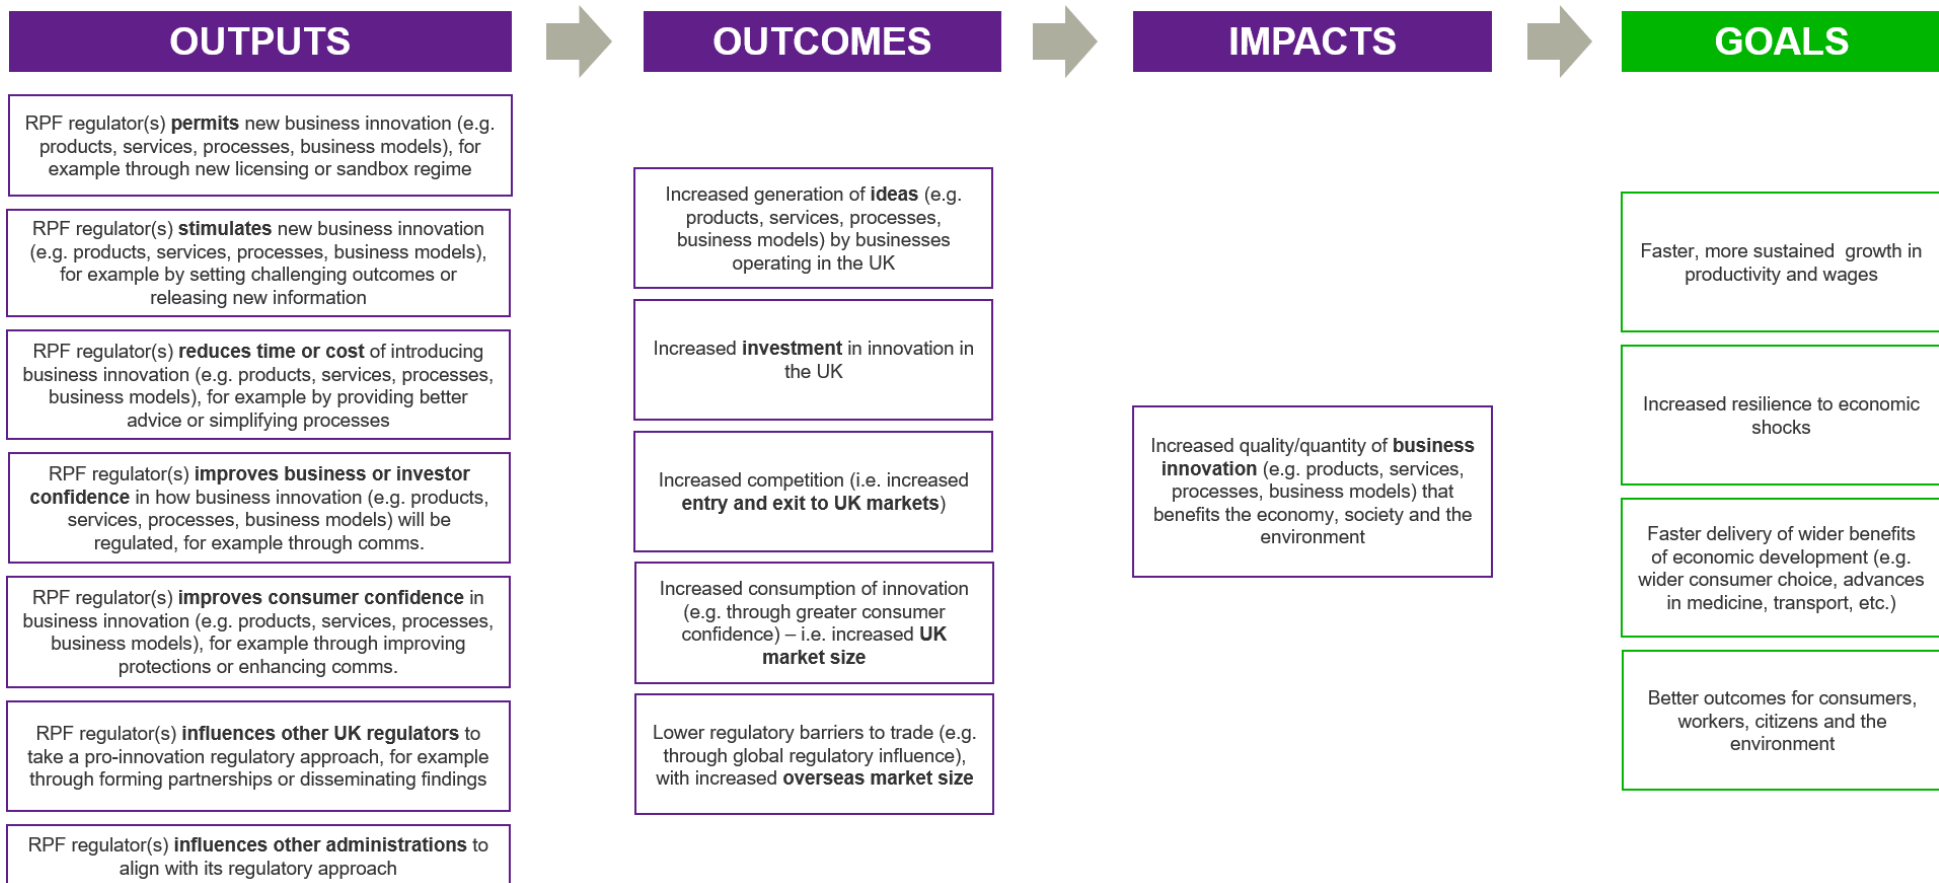 OUTPUTS
OUTCOMES
IMPACTS
GOALS
RPF regulator(s) permits new business innovation (e.g.
products, services, processes, business models), for
example through new licensing or sandbox regime
RPF regulator(s) stimulates new business innovation
(e.g. products, services, processes, business models),
for example by setting challenging outcomes or
releasing new information
RPF regulator(s) reduces time or cost of introducing
business innovation (e.g. products, services, processes,
business models), for example by providing better
advice or simplifying processes
RPF regulator(s) improves business or investor
confidence in how business innovation (e.g. products,
services, processes, business models) will be
regulated, for example through comms.
RPF regulator(s) improves consumer confidence in
business innovation (e.g. products, services, processes,
business models), for example through improving
protections or enhancing comms.
RPF regulator(s) influences other UK regulators to
take a pro-innovation regulatory approach, for example
through forming partnerships or disseminating findings
RPF regulator(s) influences other administrations to
align with its regulatory approach
Increased generation of ideas (e.g.
products, services, processes,
business models) by businesses
operating in the UK
Increased investment in innovation in
the UK
Increased competition (i.e. increased
entry and exit to UK markets)
Increased consumption of innovation
(e.g. through greater consumer
confidence) – i.e. increased UK
market size
Lower regulatory barriers to trade (e.g.
through global regulatory influence),
with increased overseas market size
Increased quality/quantity of business
innovation (e.g. products, services,
processes, business models) that
benefits the economy, society and the
environment
Faster, more sustained growth in
productivity and wages
Increased resilience to economic
shocks
Faster delivery of wider benefits
of economic development (e.g.
wider consumer choice, advances
in medicine, transport, etc.)
Better outcomes for consumers,
workers, citizens and the
environment